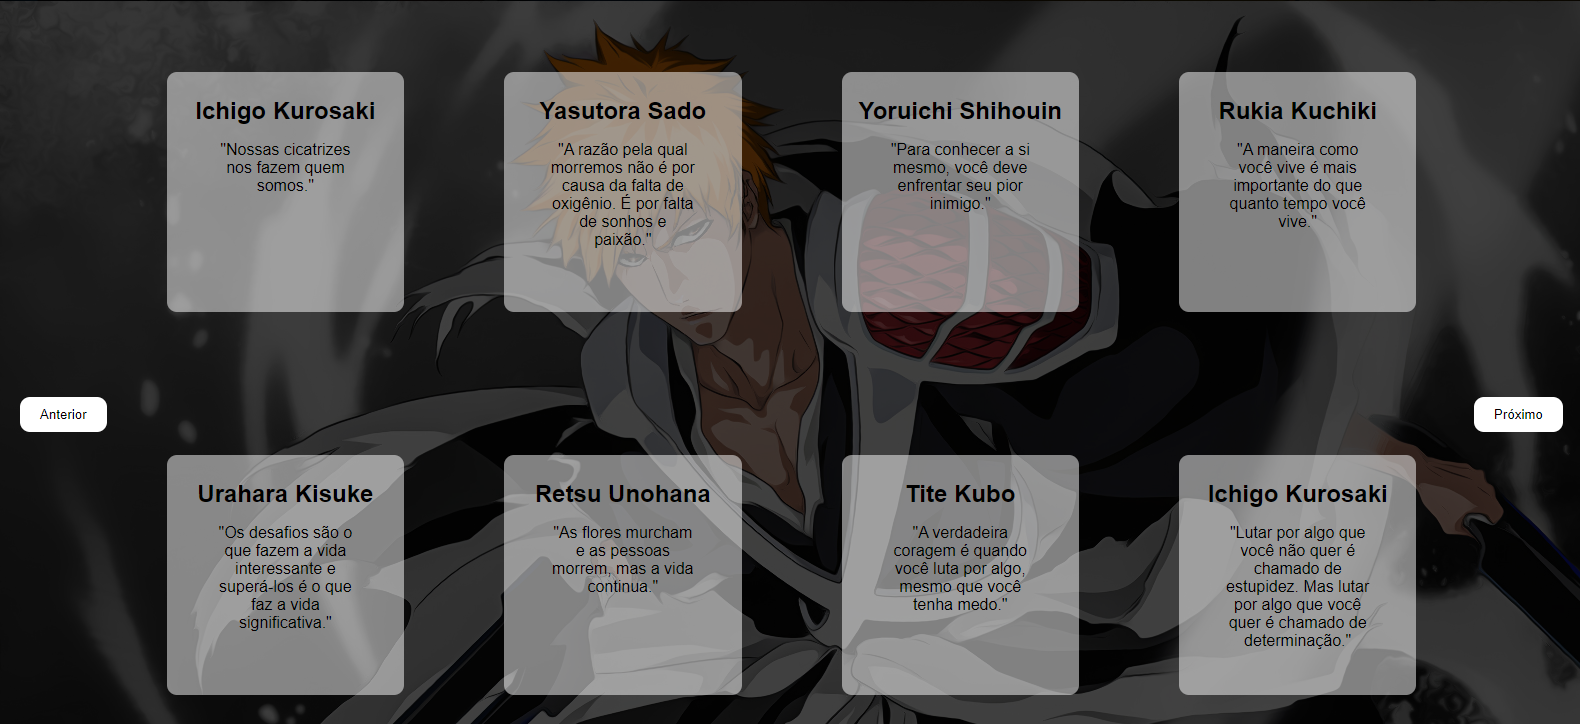 Ichigo Kurosaki
"Nossas cicatrizes
nos fazem quem
somos."
Yasutora Sado
"A razão pela qual
morremos não é por
causa da falta de
oxigênio. É por falta
de sonhos e
paixão."
Yoruichi Shihouin
"Para conhecer a si
mesmo, você deve
enfrentar seu pior
inimigo."
Rukia Kuchiki
"A maneira como
você vive é mais
importante do que
quanto tempo você
vive."
Anterior
Próximo
Urahara Kisuke
"Os desafios são o
que fazem a vida
interessante e
superá-los é o que
faz a vida
significativa."
Retsu Unohana
"As flores murcham
e as pessoas
morrem, mas a vida
continua."
Tite Kubo
"A verdadeira
coragem é quando
você luta por algo,
mesmo que você
tenha medo."
Ichigo Kurosaki
"Lutar por algo que
você não quer é
chamado de
estupidez. Mas lutar
por algo que você
quer é chamado de
determinação."